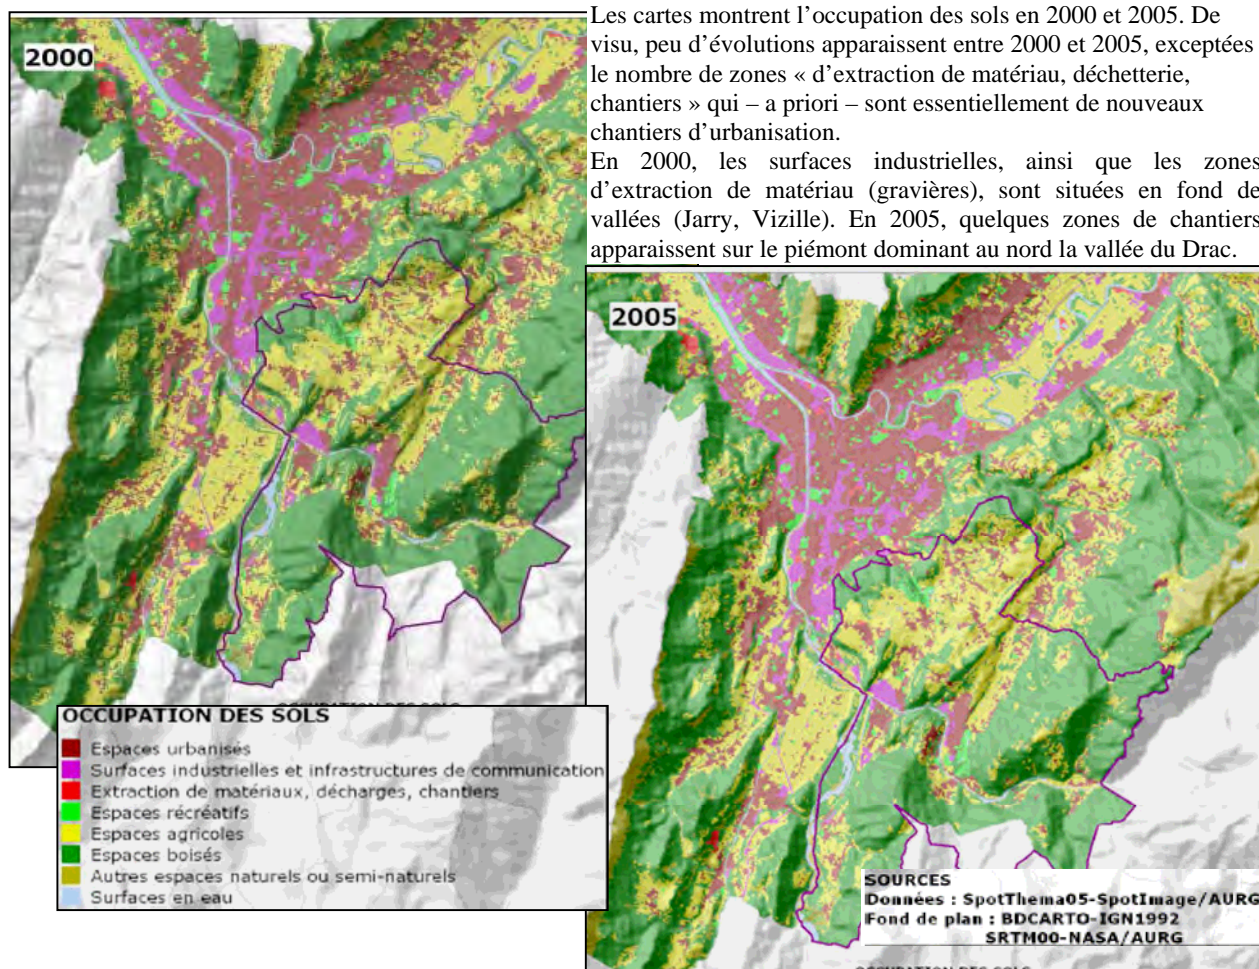 Les cartes montrent l’occupation des sols en 2000 et 2005. De
visu, peu d’évolutions apparaissent entre 2000 et 2005, exceptées
le nombre de zones « d’extraction de matériau, déchetterie,
chantiers » qui – a priori – sont essentiellement de nouveaux
chantiers d’urbanisation.
En 2000, les surfaces industrielles, ainsi que les zones
d’extraction de matériau (gravières), sont situées en fond de
vallées (Jarry, Vizille). En 2005, quelques zones de chantiers
apparaissent sur le piémont dominant au nord la vallée du Drac.
2000
2005
OCCUPATION DES SOLS
Espaces urbanisés
Surfaces industrielles et infrastructures de communication
Extraction de matériaux, décharges, chantiers
Espaces récréatifs
Espaces agricoles
Espaces boisés
Autres espaces naturels ou semi-naturels
Surfaces en eau
SOURCES
Données : SpotThema05-SpotImage/AURG
Fond de plan : BDCARTO-IGN1992
SRTM00-NASA/AURG